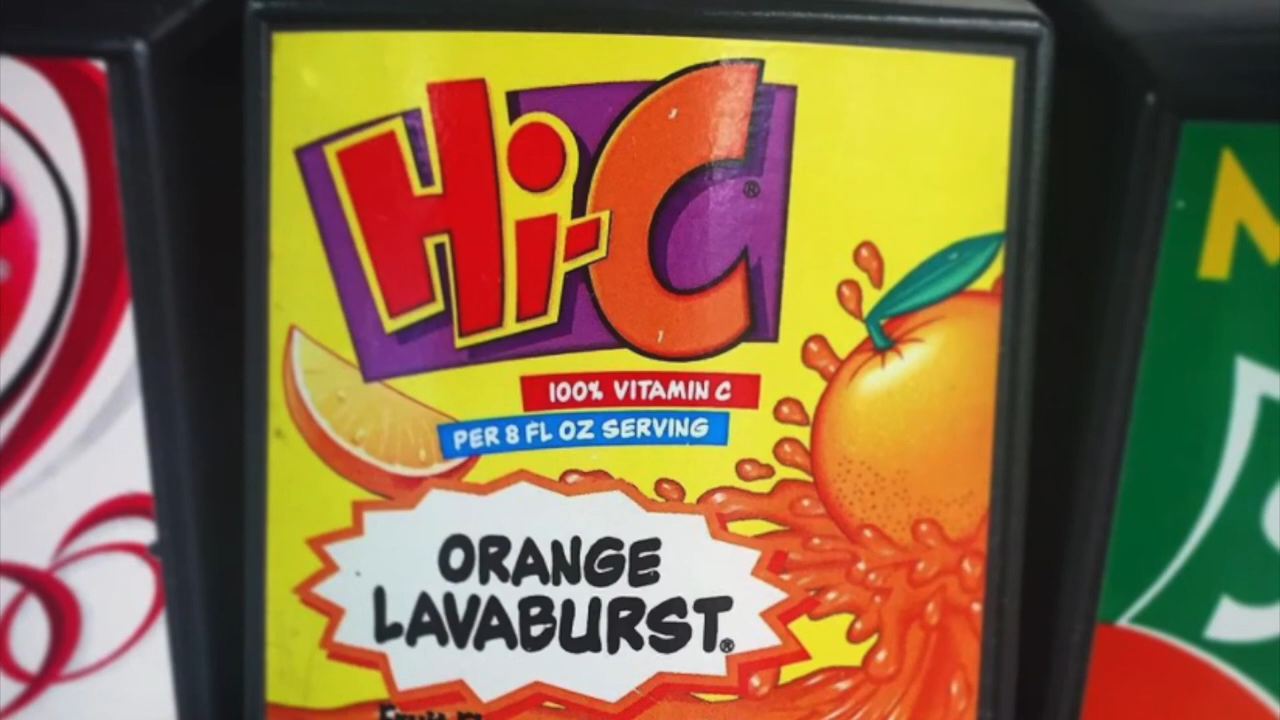 Hi-C®
100% VITAMIN C
PER 8 FL OZ SERVING
ORANGE
LAVABURST®